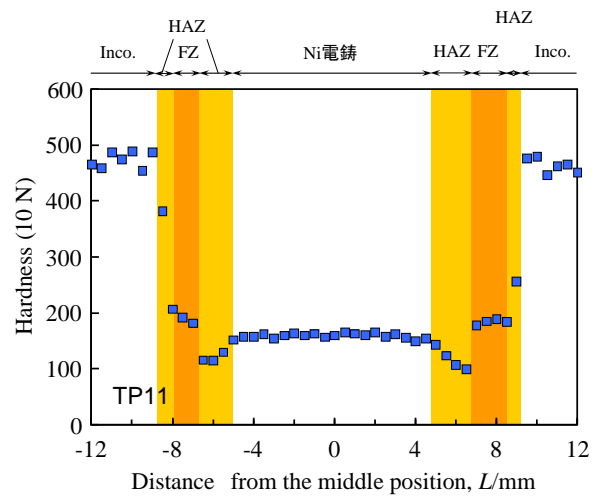 HAZ
HAZ
Inco.
FZ
Ni電鋳
HAZ
FZ
Inco.
600
500
400
300
200
100
0
Hardness (10 N)
TP11
-12
-8
-4
0
4
8
12
Distance from the middle position, L/mm